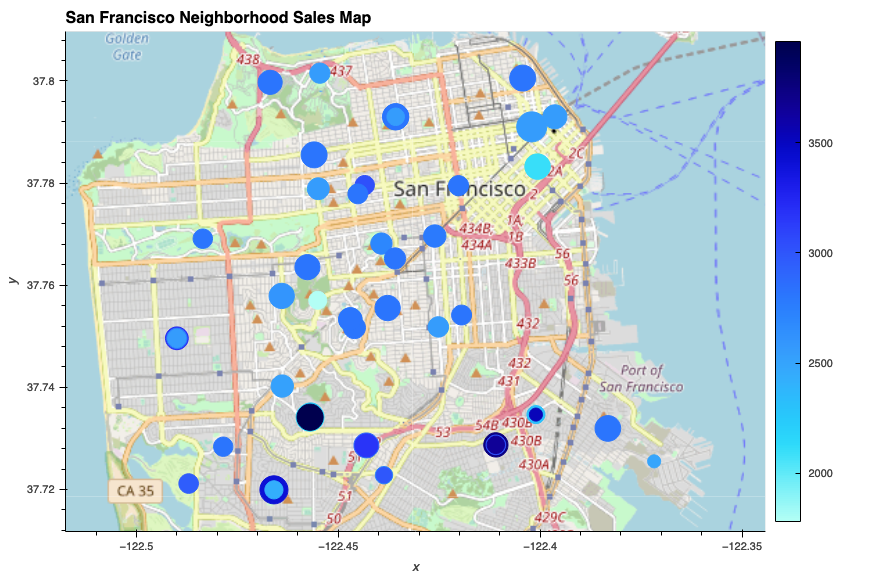 San Francisco Neighborhood Sales Map
Golden
Gate
438
437
37.8
3500
2C
2A
37.78
San Francisco
2
1A
434B
1B
434A
3000
56
433B
y
37.76
56
432
2500
432
Port of
San Francisco
431
37.74
54B
430B
53
430B
430A
2000
CA 35
37.72
51
50
429C
−122.5
−122.45
−122.4
−122.35
x